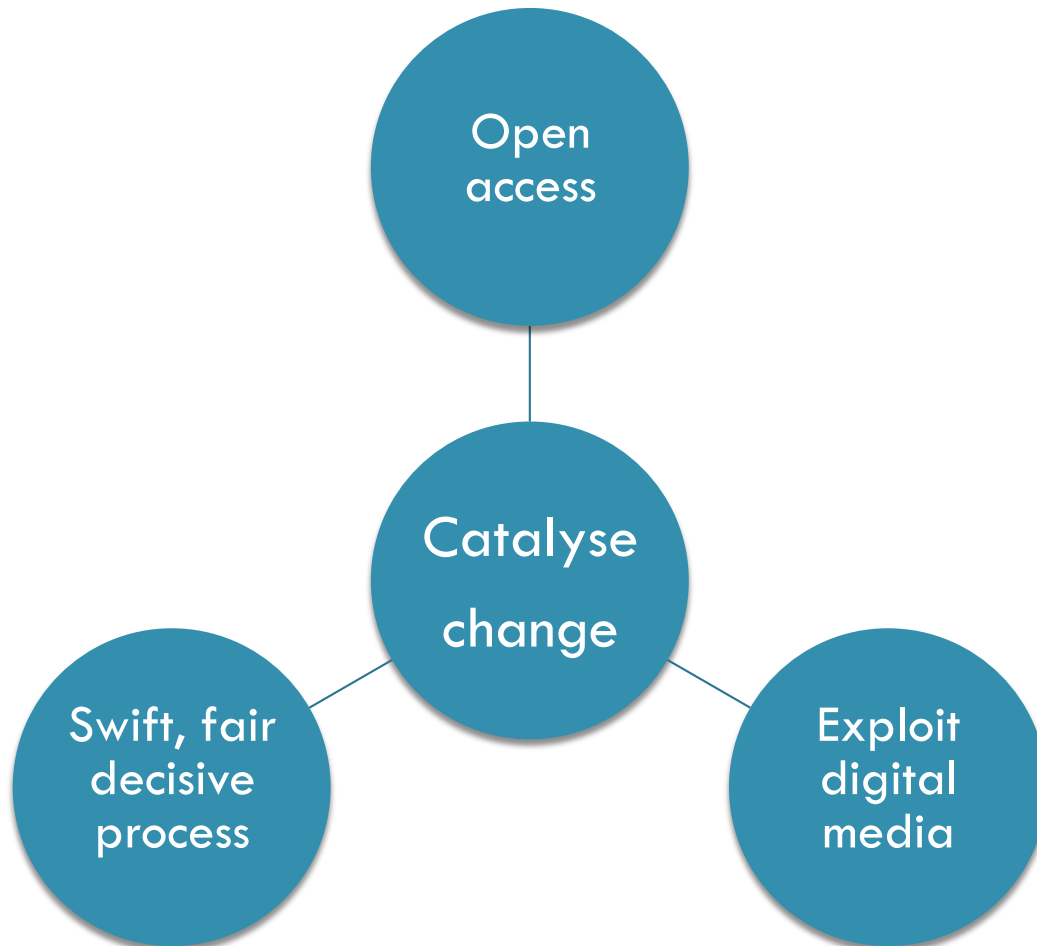 Open
access
Catalyse
change
Swift, fair
decisive
process
Exploit
digital
media